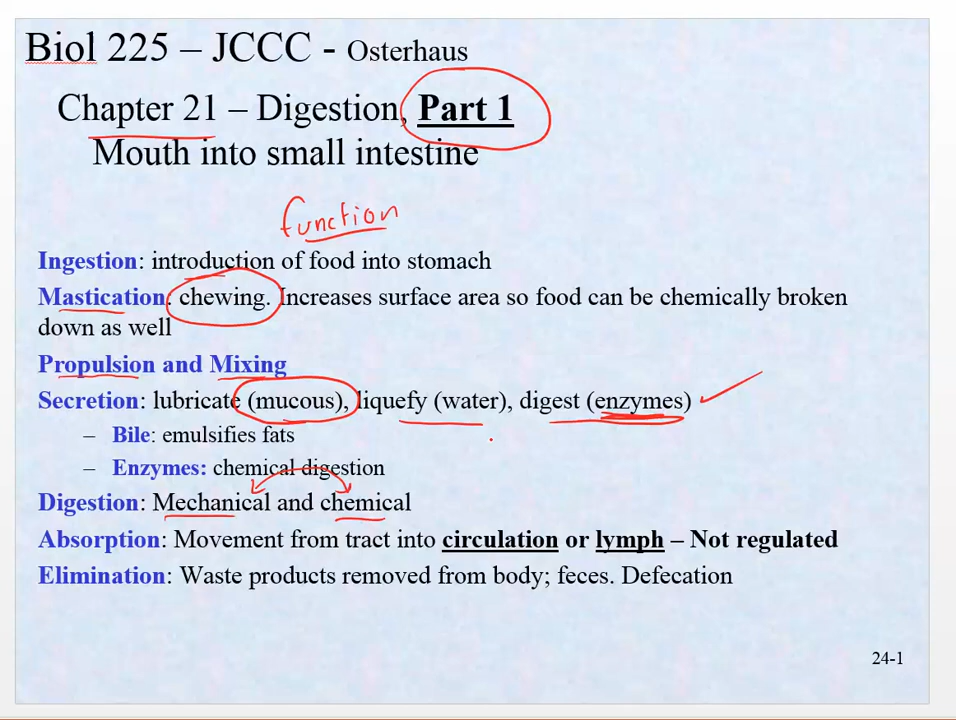 Biol 225 – JCCC - Osterhaus
Chapter 21 – Digestion, Part 1
Mouth into small intestine
function
Ingestion: introduction of food into stomach
Mastication: chewing. Increases surface area so food can be chemically broken
down as well
Propulsion and Mixing
Secretion: lubricate (mucous), liquefy (water), digest (enzymes)
– Bile: emulsifies fats
– Enzymes: chemical digestion
Digestion: Mechanical and chemical
Absorption: Movement from tract into circulation or lymph – Not regulated
Elimination: Waste products removed from body; feces. Defecation
24-1